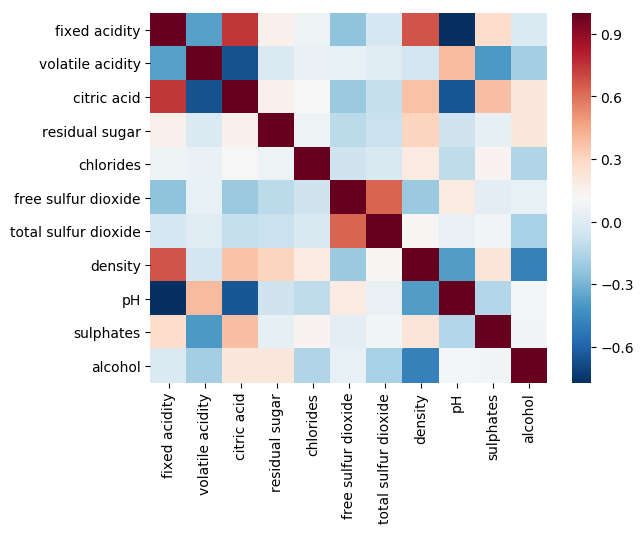 fixed acidity
volatile acidity
citric acid
residual sugar
chlorides
free sulfur dioxide
total sulfur dioxide
density
pH
sulphates
alcohol
fixed acidity
volatile acidity
citric acid
residual sugar
chlorides
free sulfur dioxide
total sulfur dioxide
density
pH
sulphates
alcohol
0.9
0.6
0.3
0.0
−0.3
−0.6